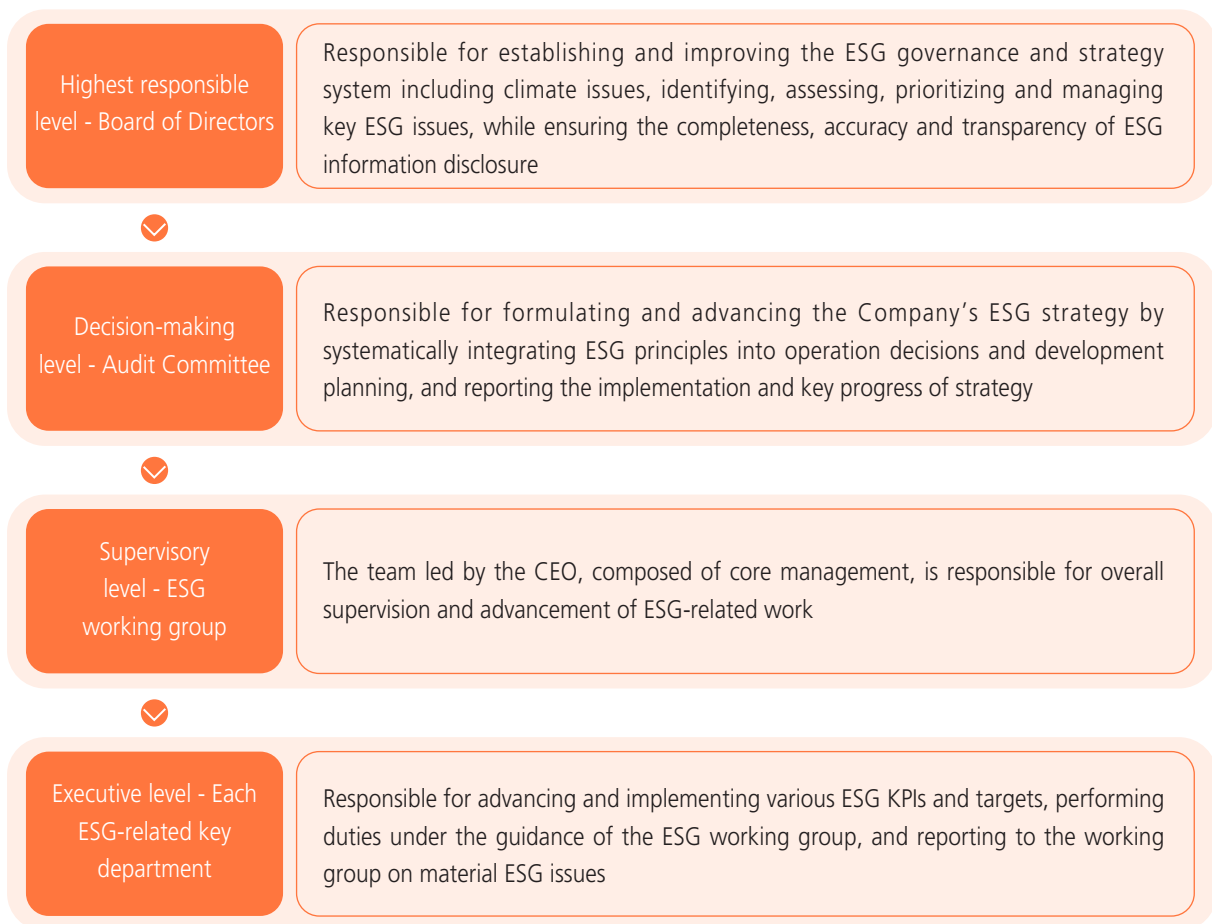 Highest responsible
level - Board of Directors
Responsible for establishing and improving the ESG governance and strategy
system including climate issues, identifying, assessing, prioritizing and managing
key ESG issues, while ensuring the completeness, accuracy and transparency of ESG
information disclosure
Decision-making
level - Audit Committee
Responsible for formulating and advancing the Company’s ESG strategy by
systematically integrating ESG principles into operation decisions and development
planning, and reporting the implementation and key progress of strategy
Supervisory
level - ESG
working group
The team led by the CEO, composed of core management, is responsible for overall
supervision and advancement of ESG-related work
Executive level - Each
ESG-related key
department
Responsible for advancing and implementing various ESG KPIs and targets, performing
duties under the guidance of the ESG working group, and reporting to the working
group on material ESG issues